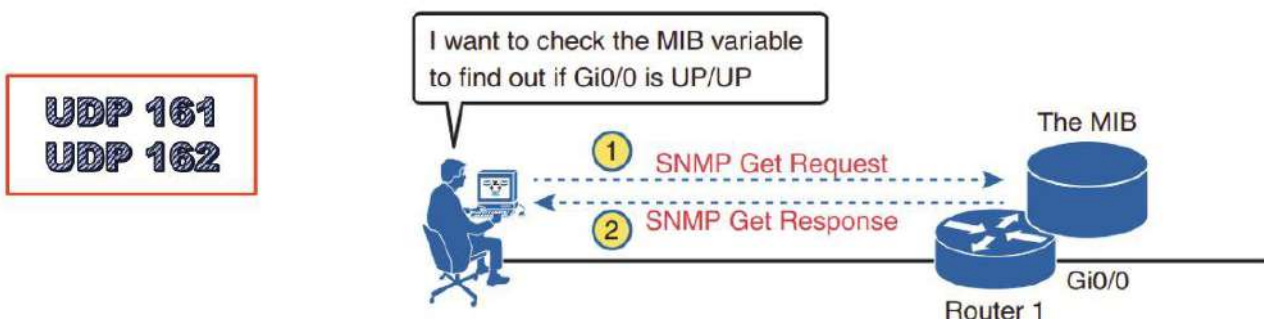 UDP 161
UDP 162
I want to check the MIB variable
to find out if Gi0/0 is UP/UP
The MIB
1
SNMP Get Request
2
SNMP Get Response
Gi0/0
Router 1